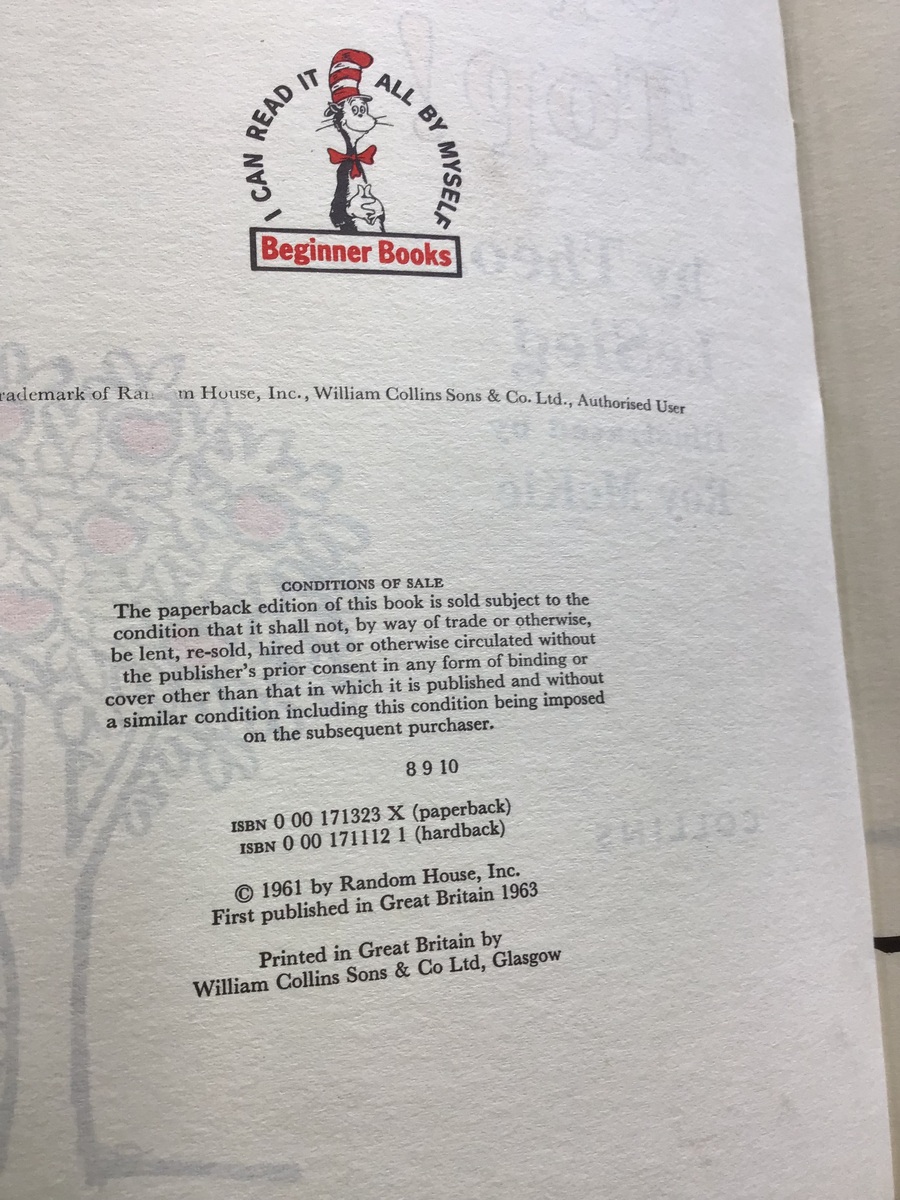 I CAN READ IT ALL BY MYSELF
Beginner Books
rademark of Ran m House, Inc., William Collins Sons & Co. Ltd., Authorised User
CONDITIONS OF SALE
The paperback edition of this book is sold subject to the
condition that it shall not, by way of trade or otherwise,
be lent, re-sold, hired out or otherwise circulated without
the publisher's prior consent in any form of binding or
cover other than that in which it is published and without
a similar condition including this condition being imposed
on the subsequent purchaser.
8 9 10
ISBN 0 00 171323 X (paperback)
ISBN 0 00 171112 1 (hardback)
© 1961 by Random House, Inc.
First published in Great Britain 1963
Printed in Great Britain by
William Collins Sons & Co Ltd, Glasgow